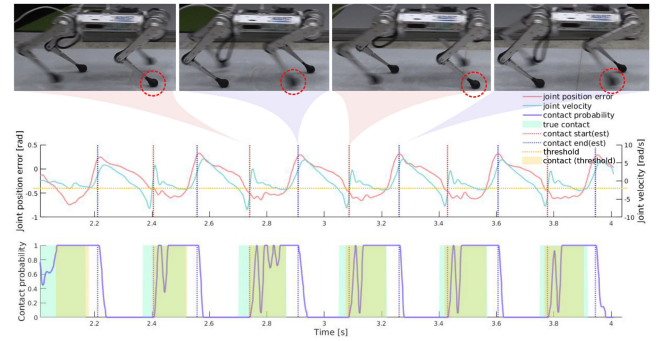 joint position error
joint velocity
contact probability
true contact
contact start(est)
contact end(est)
threshold
contact (threshold)
Joint position error [rad]
0.5
0
-0.5
-1
10
5
0
-5
-10
Joint velocity [rad/s]
2.2 2.4 2.6 2.8 3 3.2 3.4 3.6 3.8 4
Contact probability
1
0.8
0.6
0.4
0.2
0
2.2 2.4 2.6 2.8 3 3.2 3.4 3.6 3.8 4
Time [s]